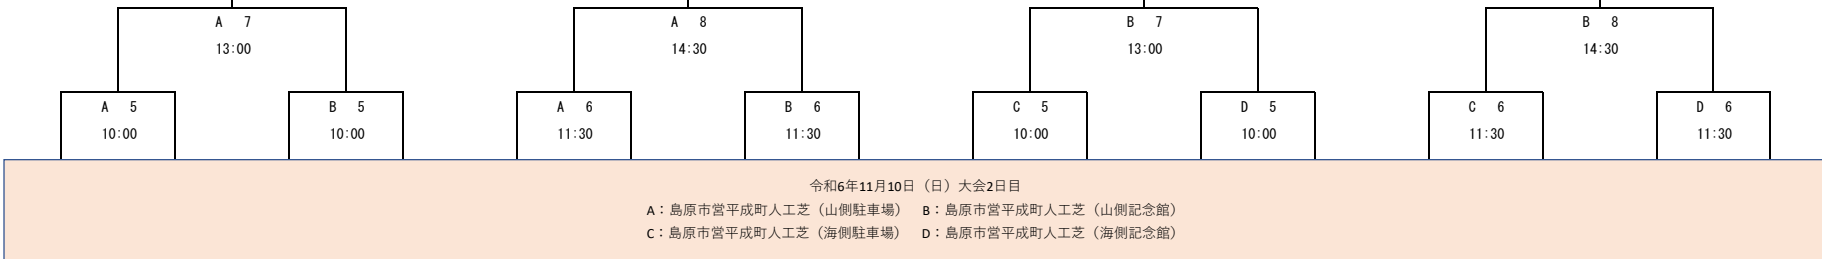 A 7 A 8 B 7 B 8
13:00 14:30 13:00 14:30
A 5 B 5 A 6 B 6 C 5 D 5 C 6 D 6
10:00 10:00 11:30 11:30 10:00 10:00 11:30 11:30
令和6年11月10日（日）大会2日目
A：島原市営平成町人工芝（山側駐車場） B：島原市営平成町人工芝（山側記念館）
C：島原市営平成町人工芝（海側駐車場） D：島原市営平成町人工芝（海側記念館）